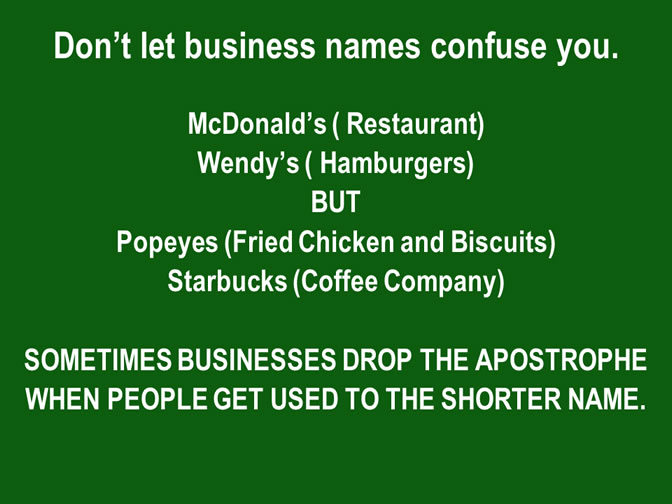 Don’t let business names confuse you.
McDonald’s ( Restaurant)
Wendy’s ( Hamburgers)
BUT
Popeyes (Fried Chicken and Biscuits)
Starbucks (Coffee Company)
SOMETIMES BUSINESSES DROP THE APOSTROPHE
WHEN PEOPLE GET USED TO THE SHORTER NAME.